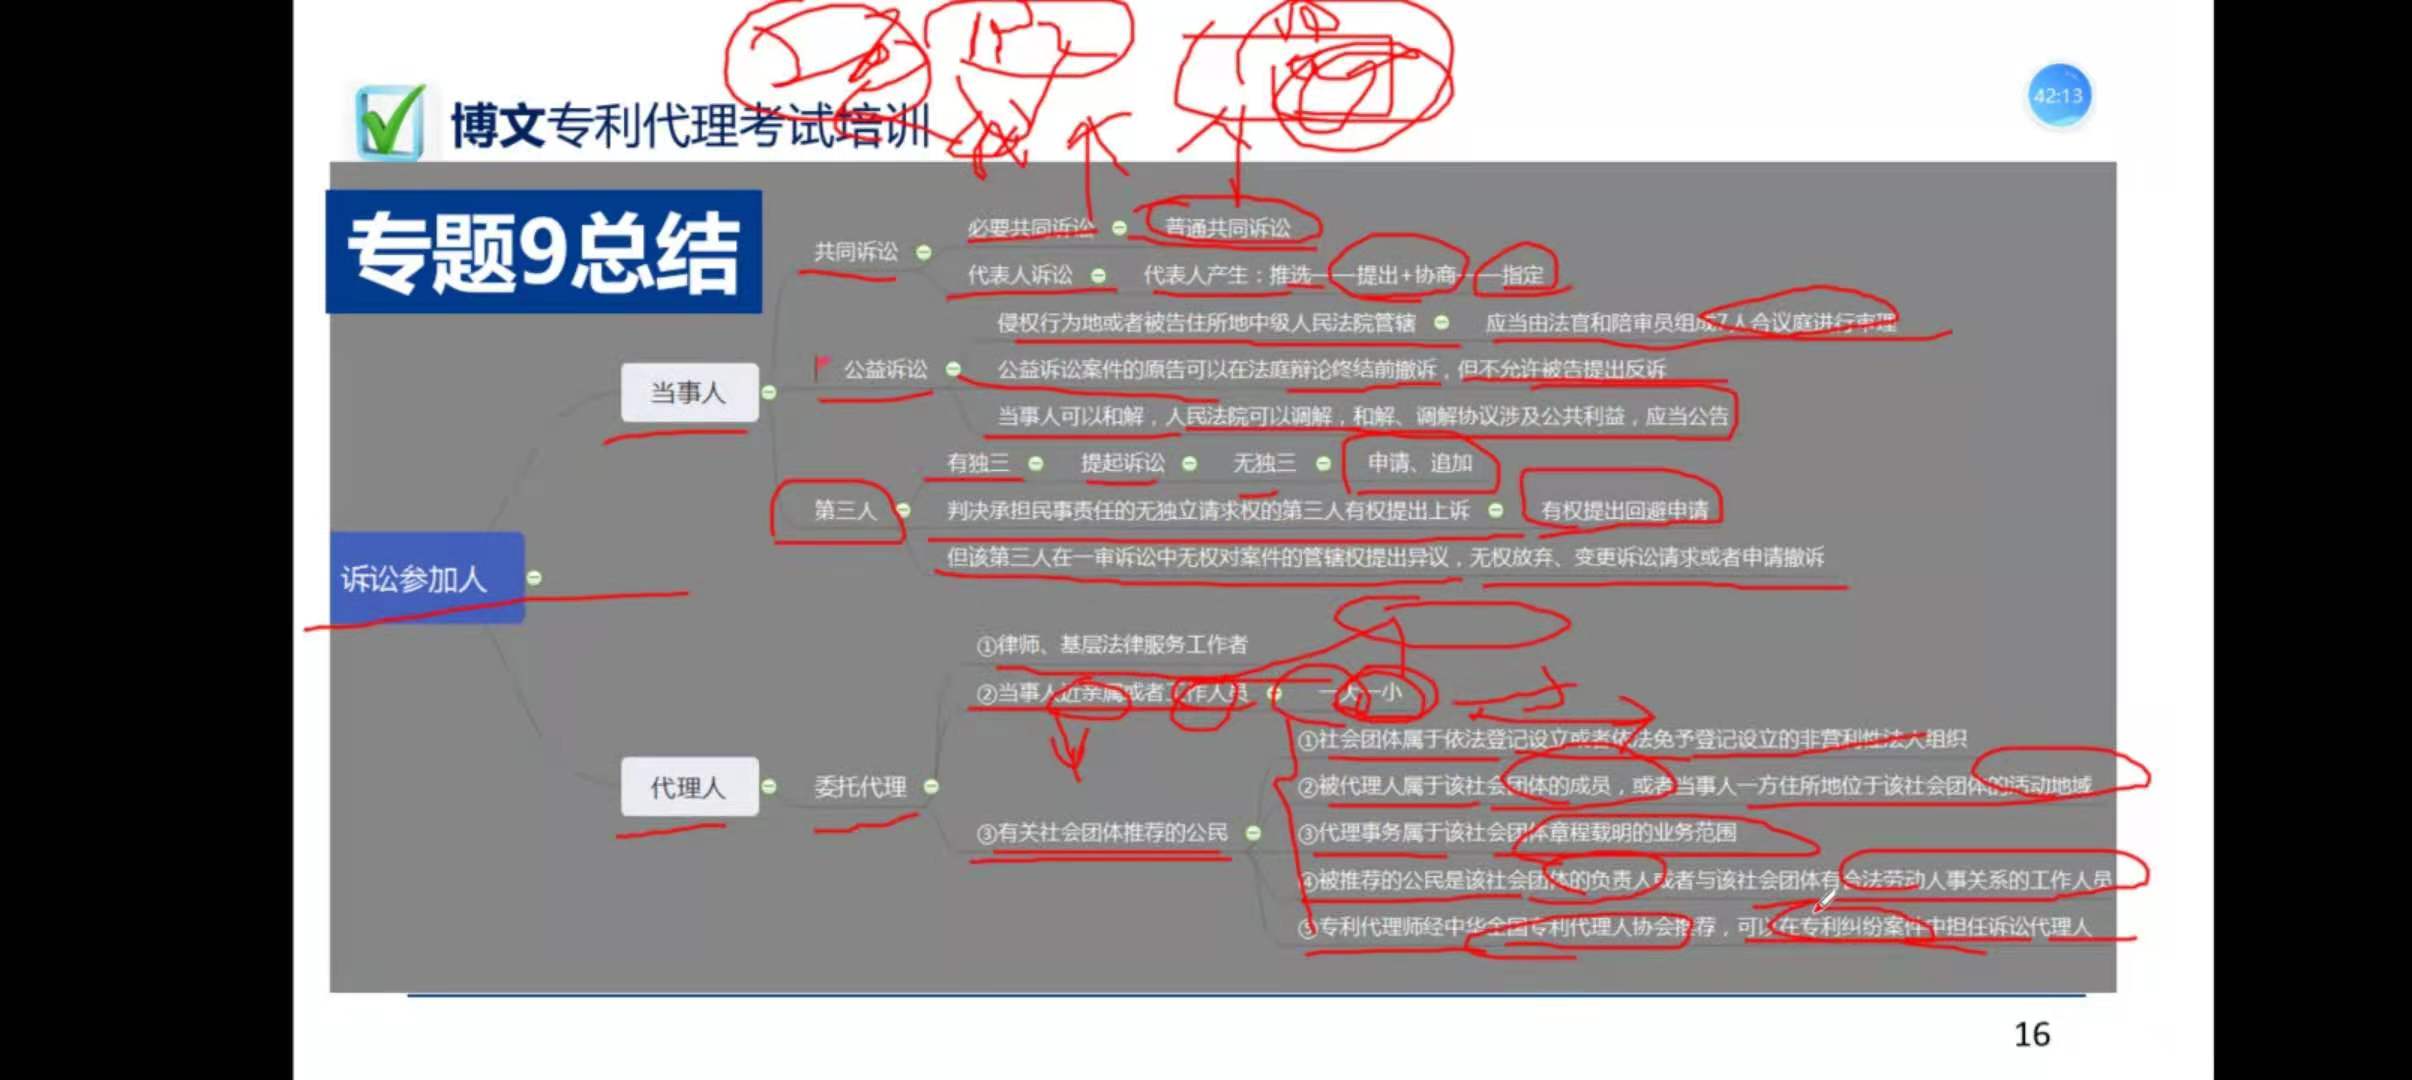 博文专利代理考试培训
42:13
专题9总结
诉讼参加人
当事人
共同诉讼
必要共同诉讼
普通共同诉讼
代表人诉讼
代表人产生：推选——提出+协商——指定
公益诉讼
侵权行为地或者被告住所地中级人民法院管辖
应当由法官和陪审员组成7人合议庭进行审理
公益诉讼案件的原告可以在法庭辩论终结前撤诉，但不允许被告提出反诉
当事人可以和解，人民法院可以调解，和解、调解协议涉及公共利益，应当公告
第三人
有独三
提起诉讼
无独三
申请、追加
判决承担民事责任的无独立请求权的第三人有权提出上诉
有权提出回避申请
但该第三人在一审诉讼中无权对案件的管辖权提出异议，无权放弃、变更诉讼请求或者申请撤诉
代理人
委托代理
①律师、基层法律服务工作者
②当事人近亲属或者工作人员
一大一小
③有关社会团体推荐的公民
①社会团体属于依法登记设立或者依法免予登记设立的非营利性法人组织
②被代理人属于该社会团体的成员，或者当事人一方住所地位于该社会团体的活动地域
③代理事务属于该社会团体章程载明的业务范围
④被推荐的公民是该社会团体的负责人或者与该社会团体有合法劳动人事关系的工作人员
⑤专利代理师经中华全国专利代理人协会推荐，可以在专利纠纷案件中担任诉讼代理人
16